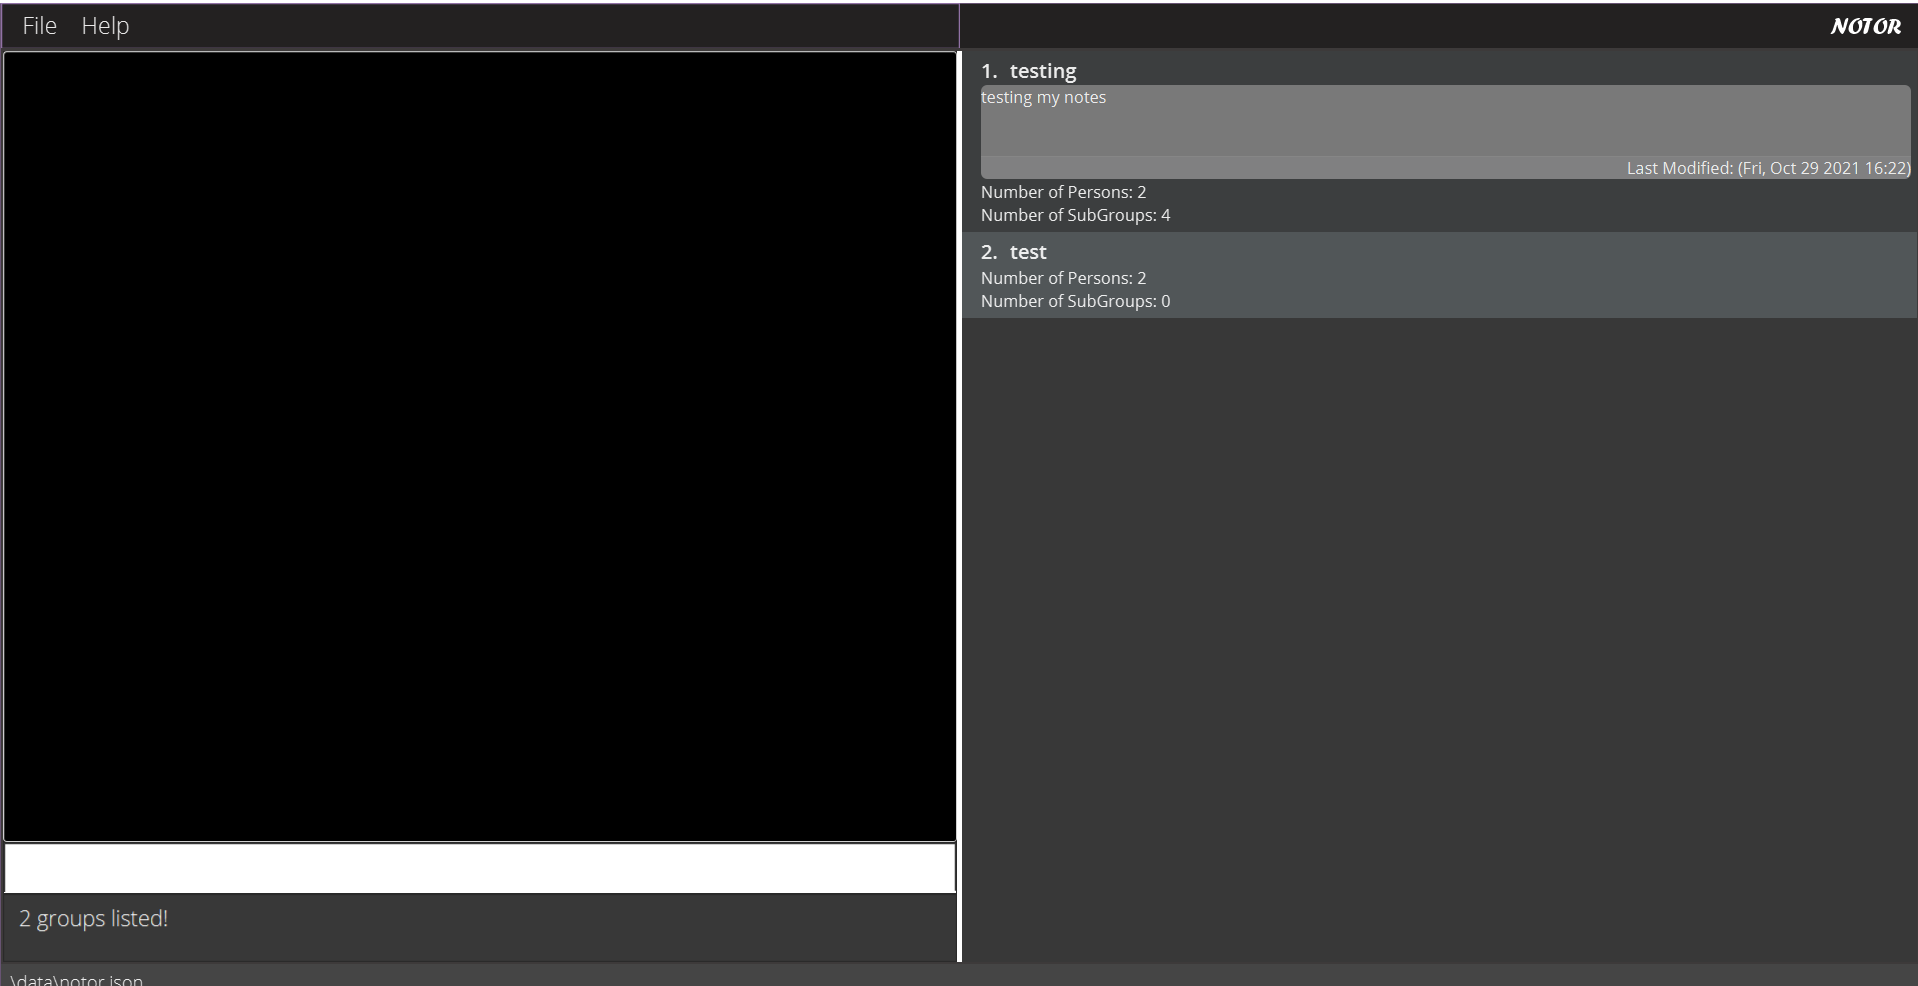 File Help
NOTOR
1. testing
testing my notes
Last Modified: (Fri, Oct 29 2021 16:22)
Number of Persons: 2
Number of SubGroups: 4
2. test
Number of Persons: 2
Number of SubGroups: 0
2 groups listed!
\data\notor.json